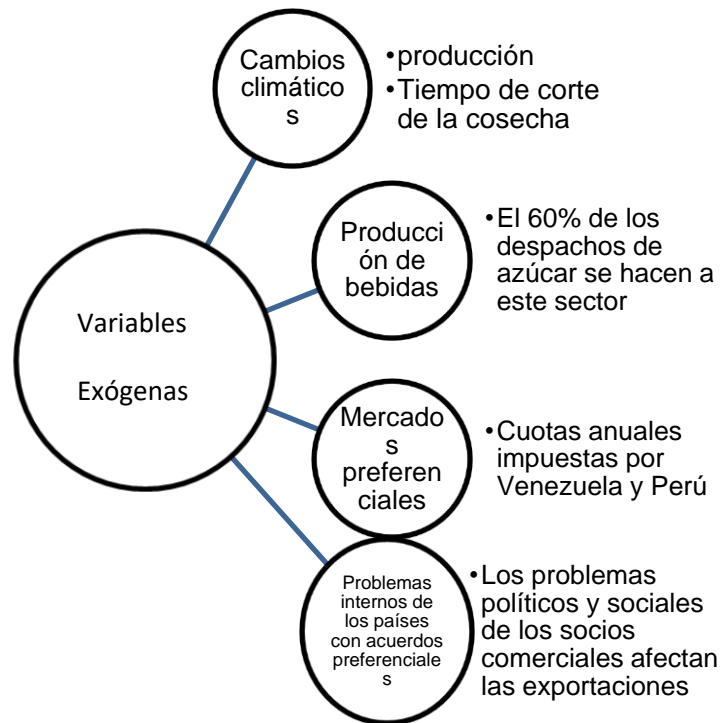 Cambios
climático
s
•producción
•Tiempo de corte
de la cosecha
Producci
ón de
bebidas
•El 60% de los
despachos de
azúcar se hacen a
este sector
Variables
Exógenas
Mercado
s
preferen
ciales
•Cuotas anuales
impuestas por
Venezuela y Perú
Problemas
internos de
los países
con acuerdos
preferenciale
s
•Los problemas
políticos y sociales
de los socios
comerciales afectan
las exportaciones